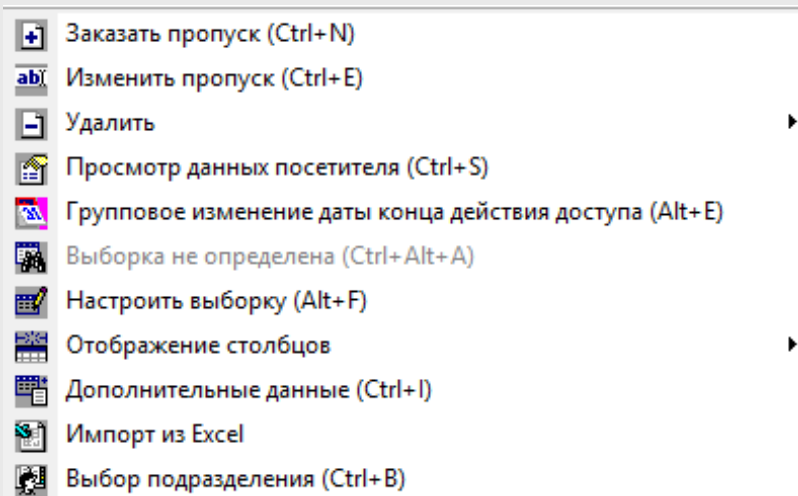 Заказать пропуск (Ctrl+N)
Изменить пропуск (Ctrl+E)
Удалить
Просмотр данных посетителя (Ctrl+S)
Групповое изменение даты конца действия доступа (Alt+E)
Выборка не определена (Ctrl+Alt+A)
Настроить выборку (Alt+F)
Отображение столбцов
Дополнительные данные (Ctrl+I)
Импорт из Excel
Выбор подразделения (Ctrl+B)